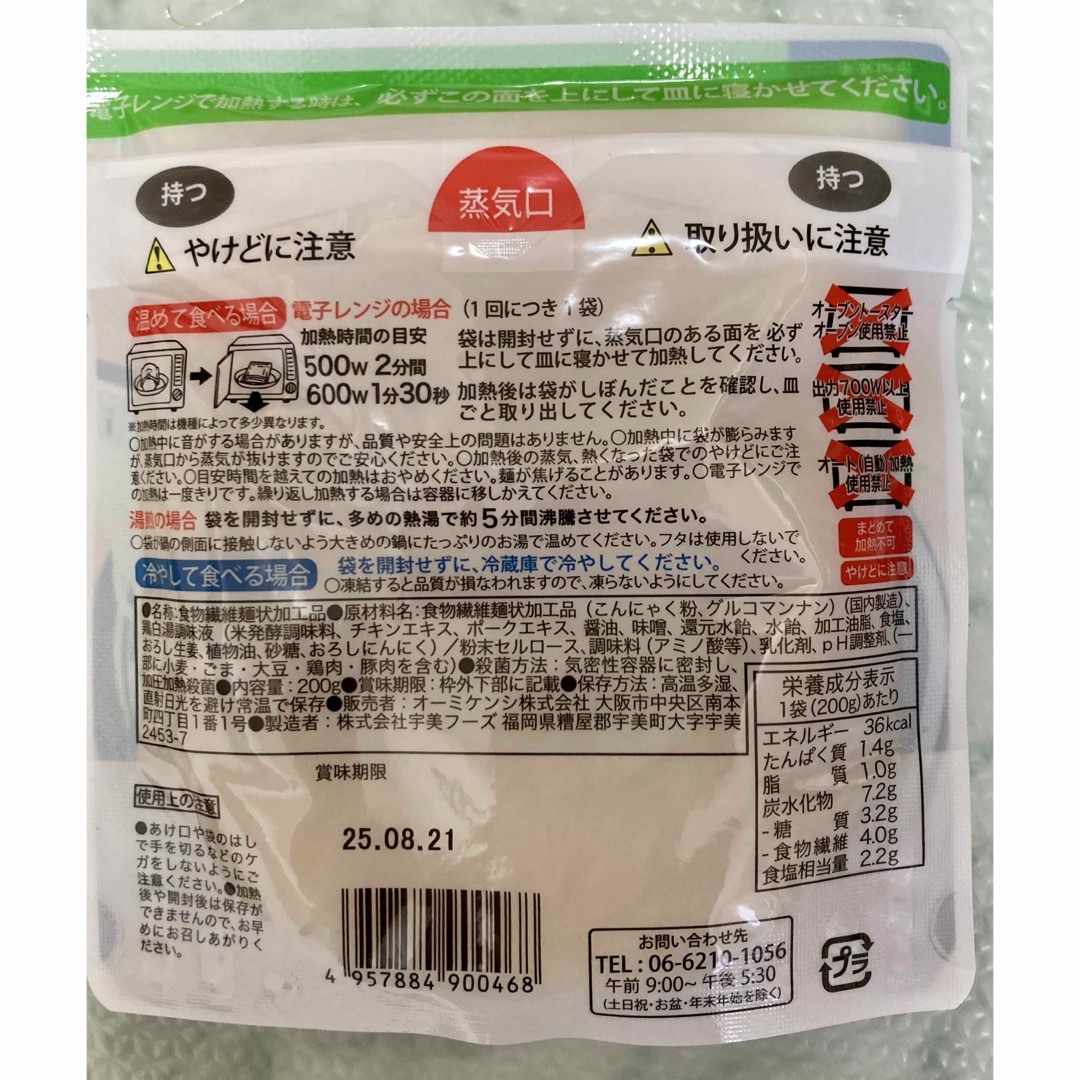 電子レンジで加熱する時は、必ずこの面を上にして皿に寝かせてください。
持つ
蒸気口
持つ
やけどに注意
取り扱いに注意
温めて食べる場合
電子レンジの場合 (1回につき1袋)
加熱時間の目安
500W 2分間
600W 1分30秒
袋は開封せずに、蒸気口のある面を 必ず
上にして皿に寝かせて加熱してください。
加熱後は袋がしぼんだことを確認し、皿
ごと取り出してください。
オーブントースター
オーブン使用禁止
出力700W以上
使用禁止
オート(自動)加熱
使用禁止
まとめて
加熱不可
やけどに注意
※加熱時間は機種によって多少異なります。
○加熱中に音がする場合がありますが、品質や安全上の問題はありません。○加熱中に袋が膨らみます
が、蒸気口から蒸気が抜けますのでご安心ください。○加熱後の蒸気、熱くなった袋でのやけどにご注
意ください。○目安時間を越えての加熱はおやめください。麺が焦げることがあります。○電子レンジで
の加熱は一度きりです。繰り返し加熱する場合は容器に移しかえてください。
湯煎の場合 袋を開封せずに、多めの熱湯で約5分間沸騰させてください。
○袋が鍋の側面に接触しないよう大きめの鍋にたっぷりのお湯で温めてください。フタは使用しないで
ください。
冷やして食べる場合 袋を開封せずに、冷蔵庫で冷やしてください。
○凍結すると品質が損なわれますので、凍らないようにしてください。
●名称:食物繊維麺状加工品●原材料名:食物繊維麺状加工品(こんにゃく粉、グルコマンナン)(国内製造)、
鶏白湯調味液(米発酵調味料、チキンエキス、ポークエキス、醤油、味噌、還元水飴、水飴、加工油脂、食塩、
おろし生姜、植物油、砂糖、おろしにんにく)/粉末セルロース、調味料(アミノ酸等)、乳化剤、pH調整剤、(一
部に小麦・ごま・大豆・鶏肉・豚肉を含む)●殺菌方法:気密性容器に密封し、
加圧加熱殺菌●内容量:200g●賞味期限:枠外下部に記載●保存方法:高温多湿、
直射日光を避け常温で保存●販売者:オーミケンシ株式会社 大阪市中央区南本
町四丁目1番1号●製造者:株式会社宇美フーズ 福岡県糟屋郡宇美町大字宇美
2453-7
栄養成分表示
1袋(200g)あたり
エネルギー 36kcal
たんぱく質 1.4g
脂質 1.0g
炭水化物 7.2g
-糖質 3.2g
-食物繊維 4.0g
食塩相当量 2.2g
賞味期限
25.08.21
使用上の注意
●あけ口や袋のはし
で手を切るなどのケ
ガをしないようにご
注意ください。●加熱
後や開封後は保存が
できませんので、お早
めにお召しあがりく
ださい。
4 957884 900468
お問い合わせ先
TEL:06-6210-1056
午前 9:00~午後 5:30
(土日祝・お盆・年末年始を除く)
プラ